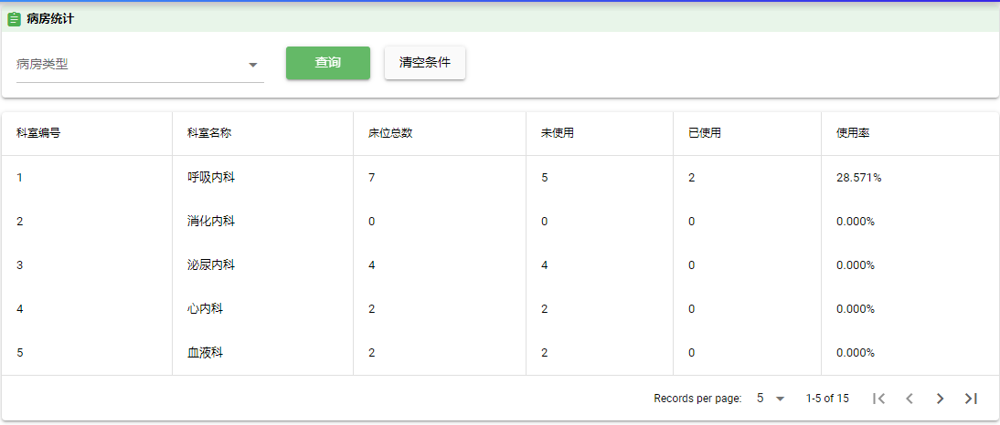 病房统计
病房类型 查询 清空条件
科室编号 科室名称 床位总数 未使用 已使用 使用率
1 呼吸内科 7 5 2 28.571%
2 消化内科 0 0 0 0.000%
3 泌尿内科 4 4 0 0.000%
4 心内科 2 2 0 0.000%
5 血液科 2 2 0 0.000%
Records per page: 5 1-5 of 15